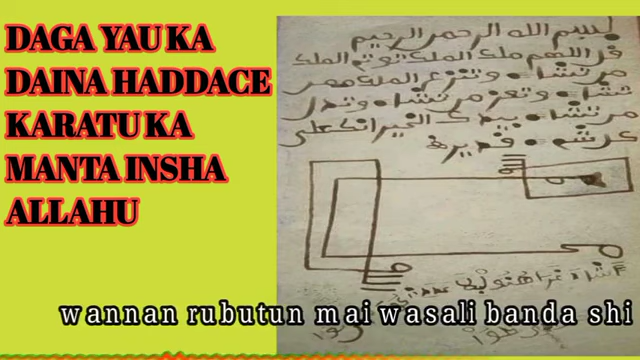 DAGA YAU KA
DAINA HADDACE
KARATU KA
MANTA INSHA
ALLAHU
بسم الله الرحمن الرحيم
قل اللهم ملك الملك توتي الملك
من تشاء وتنزع الملك ممن
تشاء وتعز من تشاء وتذل
من تشاء بيدك الخير انك على
كل شيء قدير
wannan rubutun mai wasali banda shi